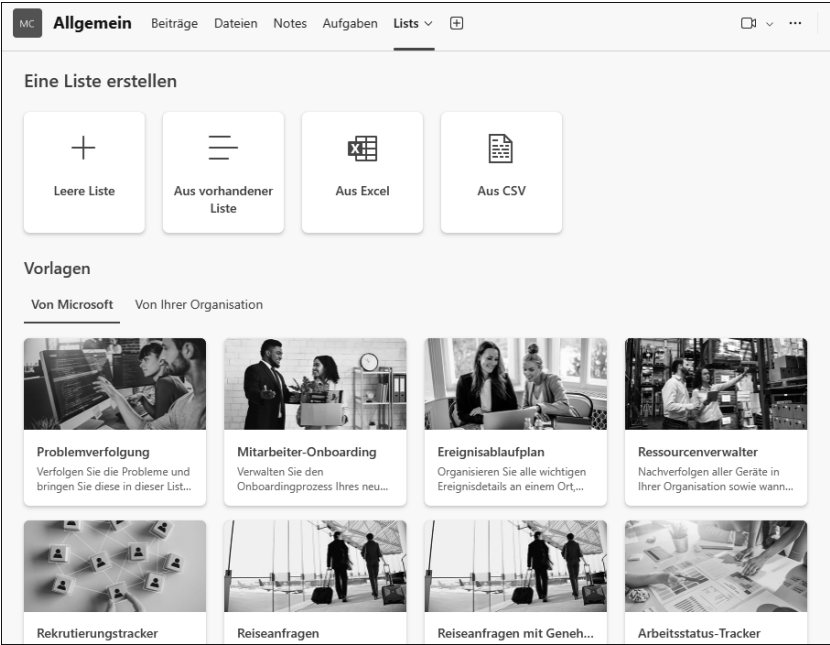 MC Allgemein Beiträge Dateien Notes Aufgaben Lists
Eine Liste erstellen
Leere Liste
Aus vorhandener
Liste
Aus Excel
Aus CSV
Vorlagen
Von Microsoft Von Ihrer Organisation
Problemverfolgung
Verfolgen Sie die Probleme und
bringen Sie diese in dieser List...
Mitarbeiter-Onboarding
Verwalten Sie den
Onboardingprozess Ihres neu...
Ereignisablaufplan
Organisieren Sie alle wichtigen
Ereignisdetails an einem Ort,...
Ressourcenverwalter
Nachverfolgen aller Geräte in
Ihrer Organisation sowie wann...
Rekrutierungstracker
Reiseanfragen
Reiseanfragen mit Geneh...
Arbeitsstatus-Tracker